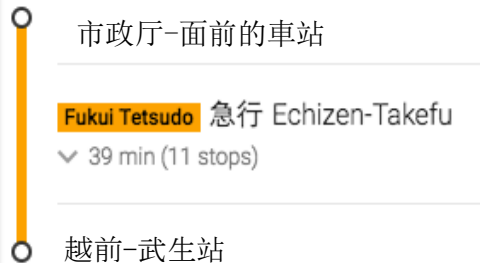 市政厅-面前的車站
Fukui Tetsudo 急行 Echizen-Takefu
39 min (11 stops)
越前-武生站